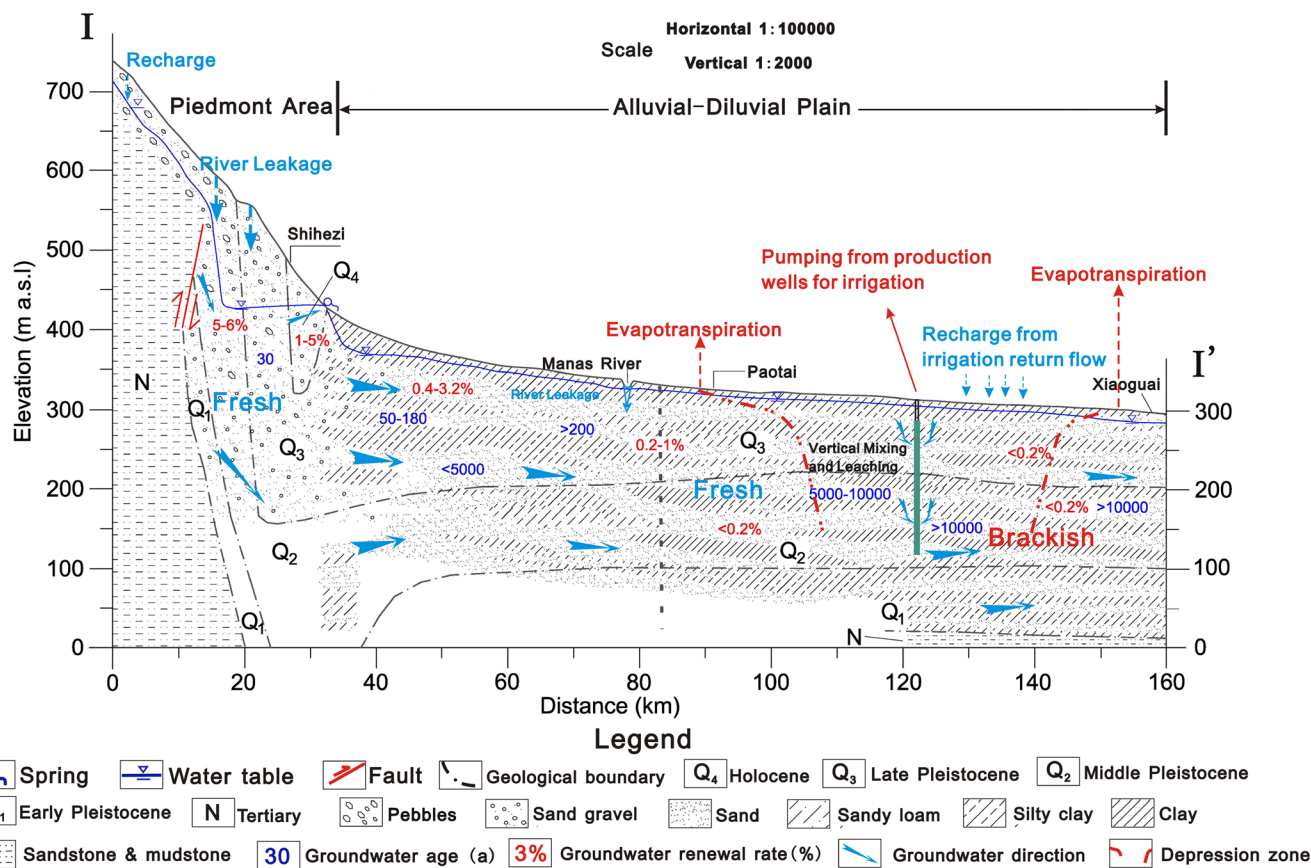 I
Horizontal 1:100000
Scale
Vertical 1:2000
Recharge
Piedmont Area
Alluvial-Diluvial Plain
River Leakage
Shihezi
Q4
Pumping from production
wells for irrigation
Evapotranspiration
Evapotranspiration
Recharge from
irrigation return flow
I'
Manas River
Paotai
Xiaoguai
River Leakage
5-6%
1-5%
30
0.4-3.2%
N
Q1
Fresh
50-180
>200
0.2-1%
Q3
Q3
Vertical Mixing
and Leaching
<0.2%
<5000
Fresh
5000-10000
<0.2%
>10000
<0.2%
>10000
Brackish
Q2
Q2
Q1
Q1
N
Elevation (m a.s.l)
700
600
500
400
300
200
100
0
300
200
100
0
0
20
40
60
80
100
120
140
160
Distance (km)
Legend
Spring
Water table
Fault
Geological boundary
Q4 Holocene
Q3 Late Pleistocene
Q2 Middle Pleistocene
1 Early Pleistocene
N Tertiary
Pebbles
Sand gravel
Sand
Sandy loam
Silty clay
Clay
Sandstone & mudstone
30 Groundwater age (a)
3% Groundwater renewal rate(%)
Groundwater direction
Depression zone